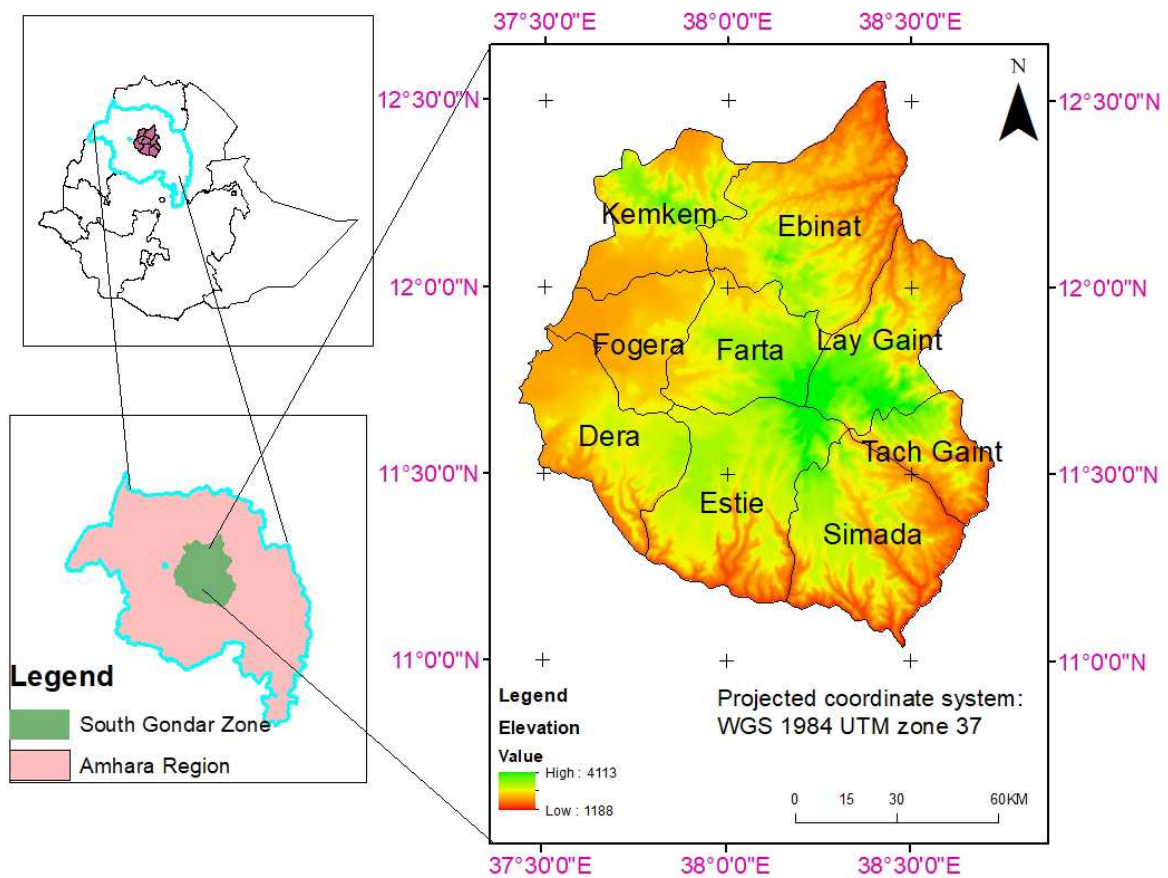 37°30'0"E 38°0'0"E 38°30'0"E
N
12°30'0"N 12°30'0"N
Kemkem
Ebinat
12°0'0"N 12°0'0"N
Fogera
Farta
Lay Gaint
Dera
Tach Gaint
11°30'0"N 11°30'0"N
Estie
Simada
11°0'0"N 11°0'0"N
Legend
South Gondar Zone
Amhara Region
Legend
Elevation
Value
High : 4113
Low : 1188
Projected coordinate system:
WGS 1984 UTM zone 37
0 15 30 60KM
37°30'0"E 38°0'0"E 38°30'0"E